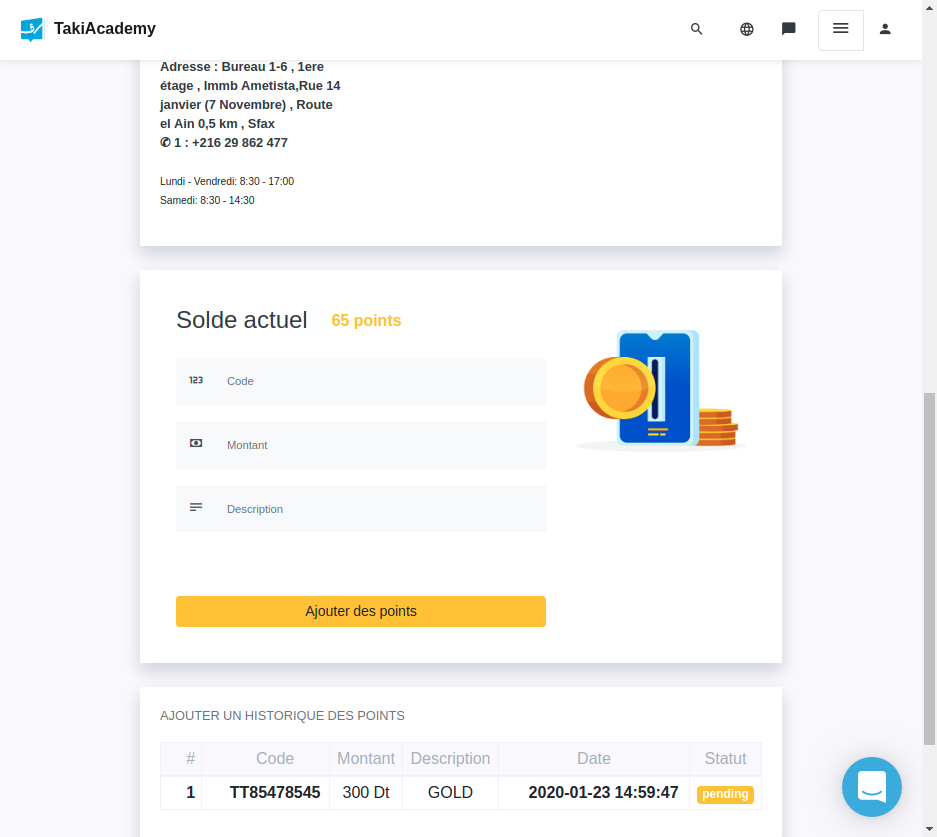 TakiAcademy
Adresse : Bureau 1-6 , 1ere
étage , Immb Ametista,Rue 14
janvier (7 Novembre) , Route
el Ain 0,5 km , Sfax
✆ 1 : +216 29 862 477
Lundi - Vendredi: 8:30 - 17:00
Samedi: 8:30 - 14:30
Solde actuel 65 points
123 Code
Montant
Description
Ajouter des points
AJOUTER UN HISTORIQUE DES POINTS
# Code Montant Description Date Statut
1 TT85478545 300 Dt GOLD 2020-01-23 14:59:47 pending